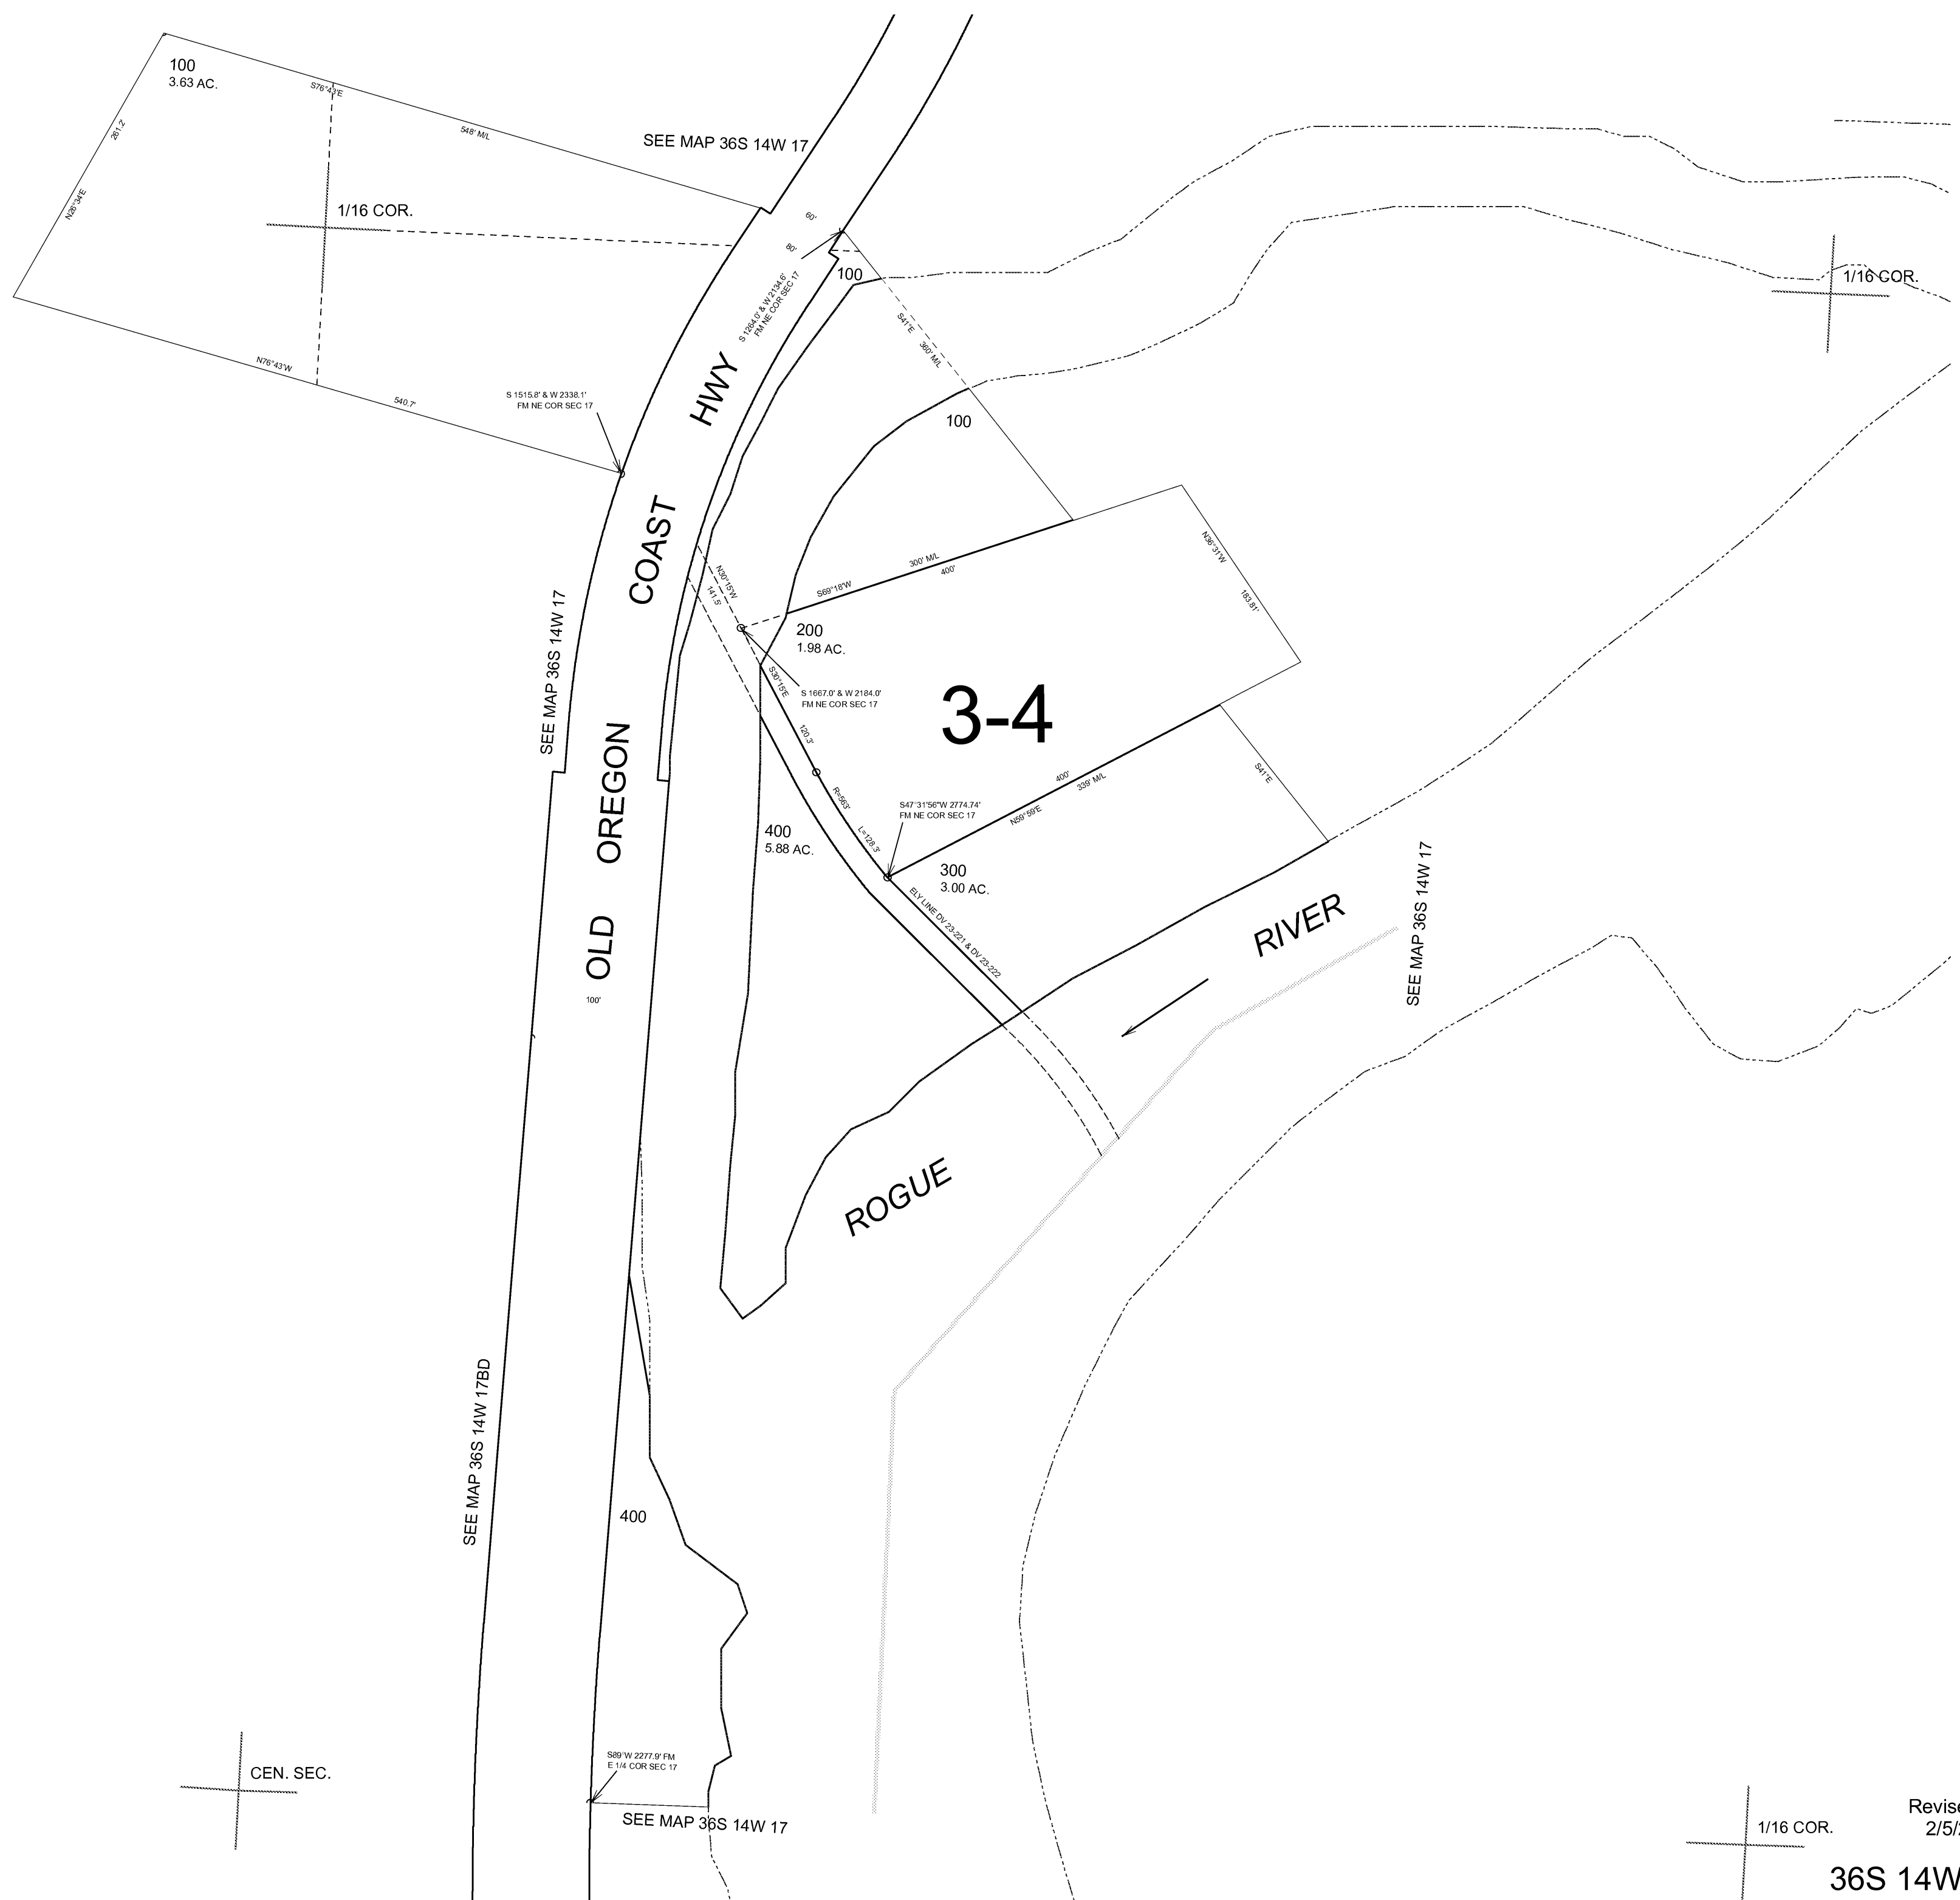 100
3.63 AC.
S76°43'E
548' M/L
261.2'
N26°34'E
SEE MAP 36S 14W 17
1/16 COR.
60'
80'
100
S 1264.0' & W 2134.6'
FM NE COR SEC 17
1/16 COR.
S41°E
360' M/L
N76°43'W
540.7'
S 1515.8' & W 2338.1'
FM NE COR SEC 17
100
N36°31'W
183.81'
300' M/L
400'
S69°18'W
N30°15'W
141.5'
200
1.98 AC.
S30°15'E
120.3'
S 1667.0' & W 2184.0'
FM NE COR SEC 17
3-4
SEE MAP 36S 14W 17
OLD OREGON COAST HWY
R=563'
L=128.3'
400'
339' M/L
N59°59'E
S41°E
S47°31'56"W 2774.74'
FM NE COR SEC 17
400
5.88 AC.
300
3.00 AC.
ELY LINE DV 23-221 & DV 23-222
100'
ROGUE RIVER
SEE MAP 36S 14W 17
SEE MAP 36S 14W 17BD
400
S89°W 2277.9' FM
E 1/4 COR SEC 17
SEE MAP 36S 14W 17
CEN. SEC.
1/16 COR.
Revise
2/5/
36S 14W